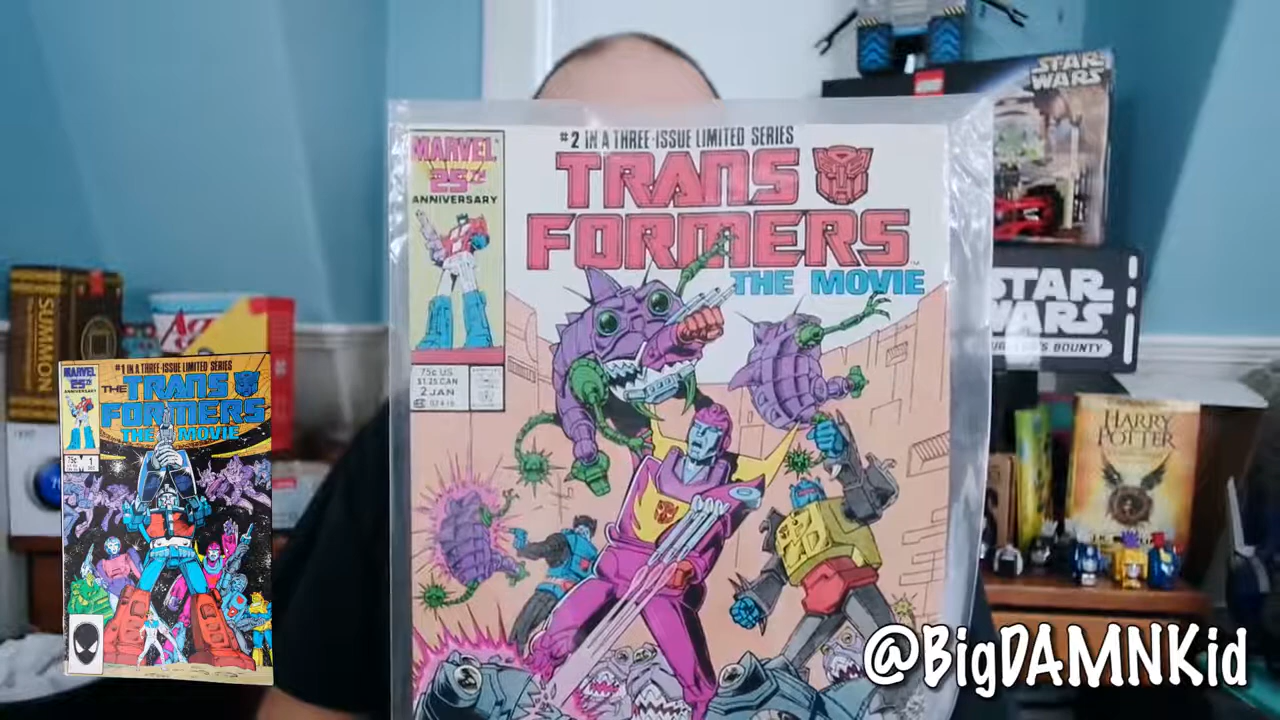 #2 IN A THREE-ISSUE LIMITED SERIES
MARVEL
25TH
ANNIVERSARY
TRANS
FORMERS
THE MOVIE
75¢ US
$1.25 CAN
2 JAN
#1 IN A THREE-ISSUE LIMITED SERIES
MARVEL
25TH
ANNIVERSARY
THE TRANS
FORMERS
THE MOVIE
75¢
1
DEC
SUMMON
STAR
WARS
STAR
WARS
HARRY
POTTER
@BigDAMNKid